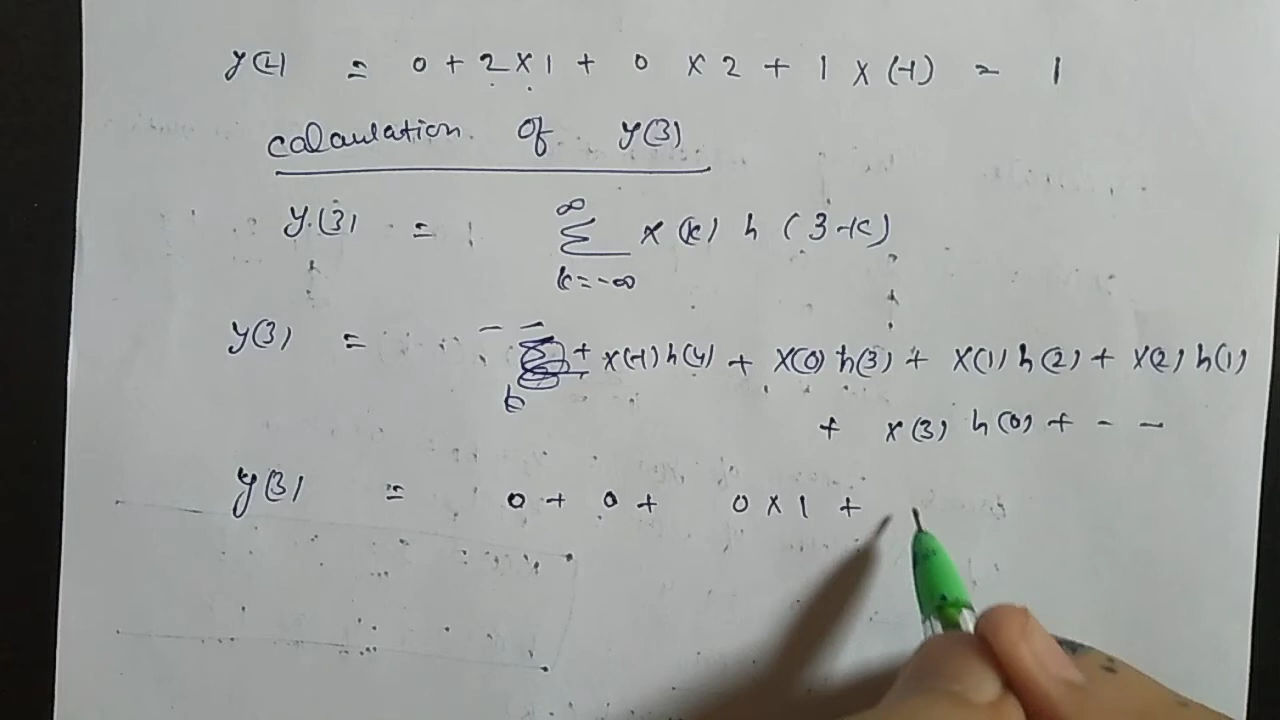 y(2) = 0 + 2 × 1 + 0 × 2 + 1 × (-1) = 1
calculation of y(3)
y(3) = ∞ Σ k=-∞ x(k) h(3-k)
y(3) = - - + x(-1) h(4) + x(0) h(3) + x(1) h(2) + x(2) h(1)
+ x(3) h(0) + - -
y(3) = 0 + 0 + 0 × 1 +